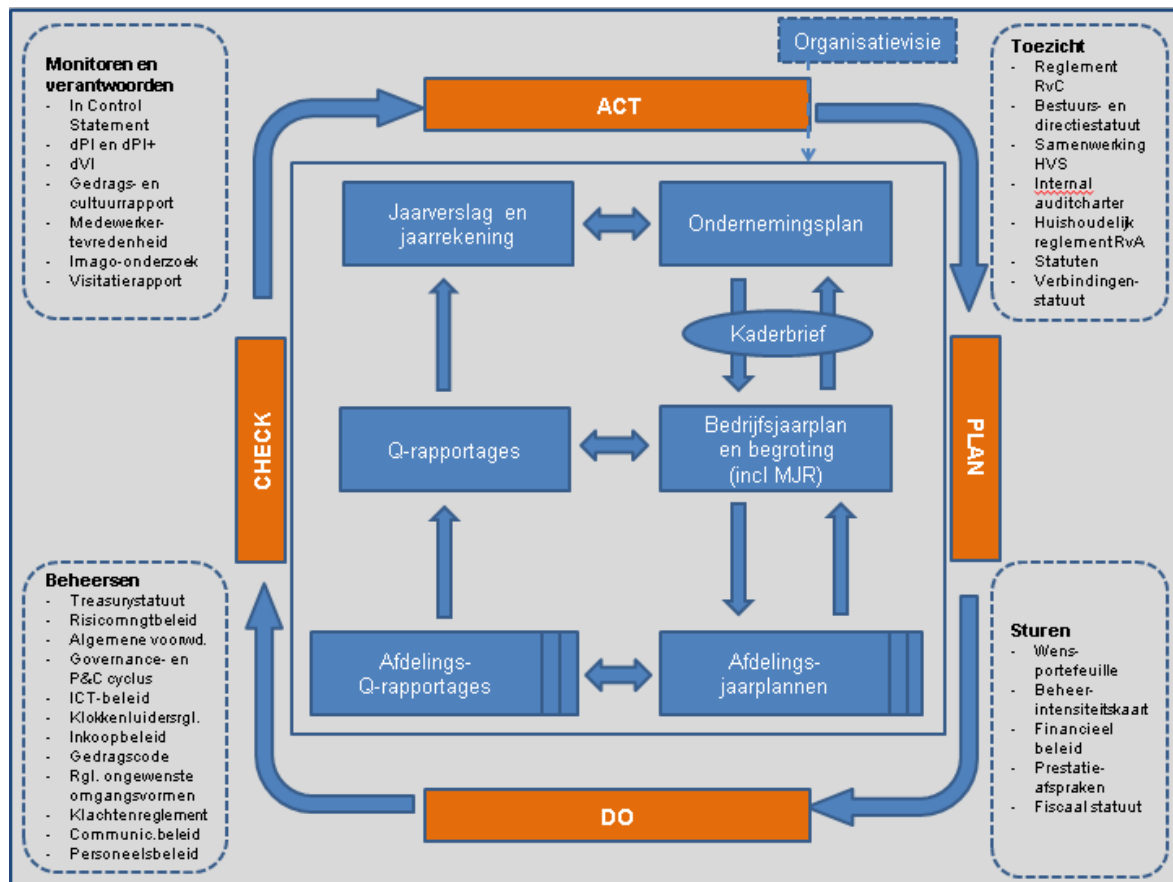 Organisatievisie
Monitoren en
verantwoorden
- In Control
Statement
- dPI en dPI+
- dVI
- Gedrags- en
cultuurrapport
- Medewerker-
tevredenheid
- Imago-onderzoek
- Visitatierapport
ACT
Toezicht
- Reglement
RvC
- Bestuurs- en
directiestatuut
- Samenwerking
HVS
- Internal
auditcharter
- Huishoudelijk
reglement RvA
- Statuten
- Verbindingen-
statuut
Jaarverslag en
jaarrekening
Ondernemingsplan
Kaderbrief
CHECK
Q-rapportages
Bedrijfsjaarplan
en begroting
(incl MJR)
PLAN
Beheersen
- Treasurystatuut
- Risicomngtbeleid
- Algemene voorwd.
- Governance- en
P&C cyclus
- ICT-beleid
- Klokkenluidersrgl.
- Inkoopbeleid
- Gedragscode
- Rgl. ongewenste
omgangsvormen
- Klachtenreglement
- Communic.beleid
- Personeelsbeleid
Afdelings-
Q-rapportages
Afdelings-
jaarplannen
Sturen
- Wens-
portefeuille
- Beheer-
intensiteitskaart
- Financieel
beleid
- Prestatie-
afspraken
- Fiscaal statuut
DO